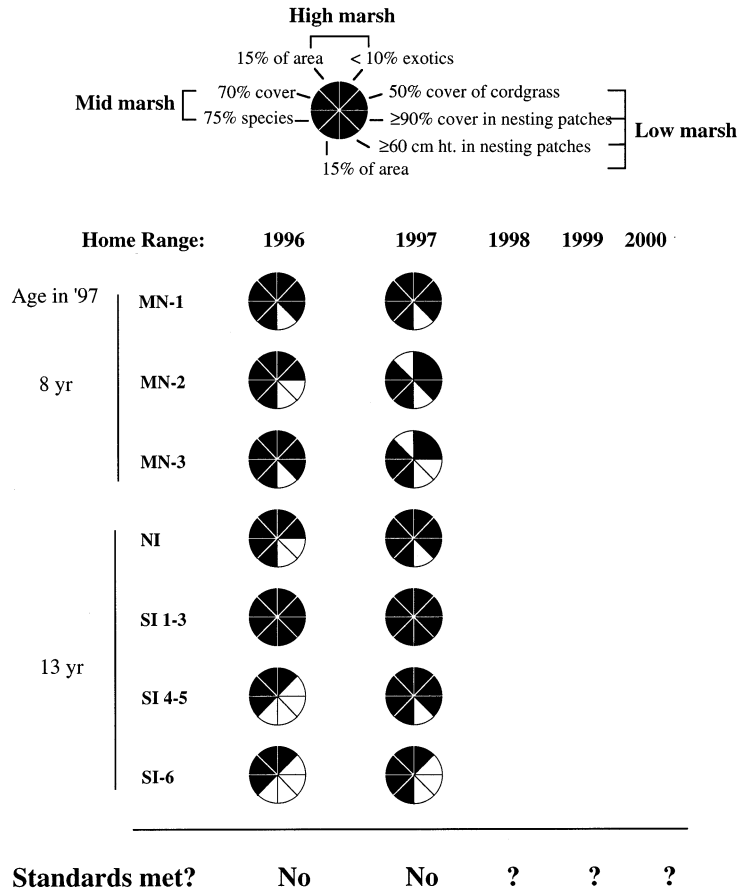 High marsh
15% of area < 10% exotics
70% cover 50% cover of cordgrass
Mid marsh
75% species ≥90% cover in nesting patches
Low marsh
≥60 cm ht. in nesting patches
15% of area
Home Range: 1996 1997 1998 1999 2000
Age in '97 MN-1
8 yr MN-2
MN-3
NI
SI 1-3
13 yr
SI 4-5
SI-6
Standards met? No No ? ? ?